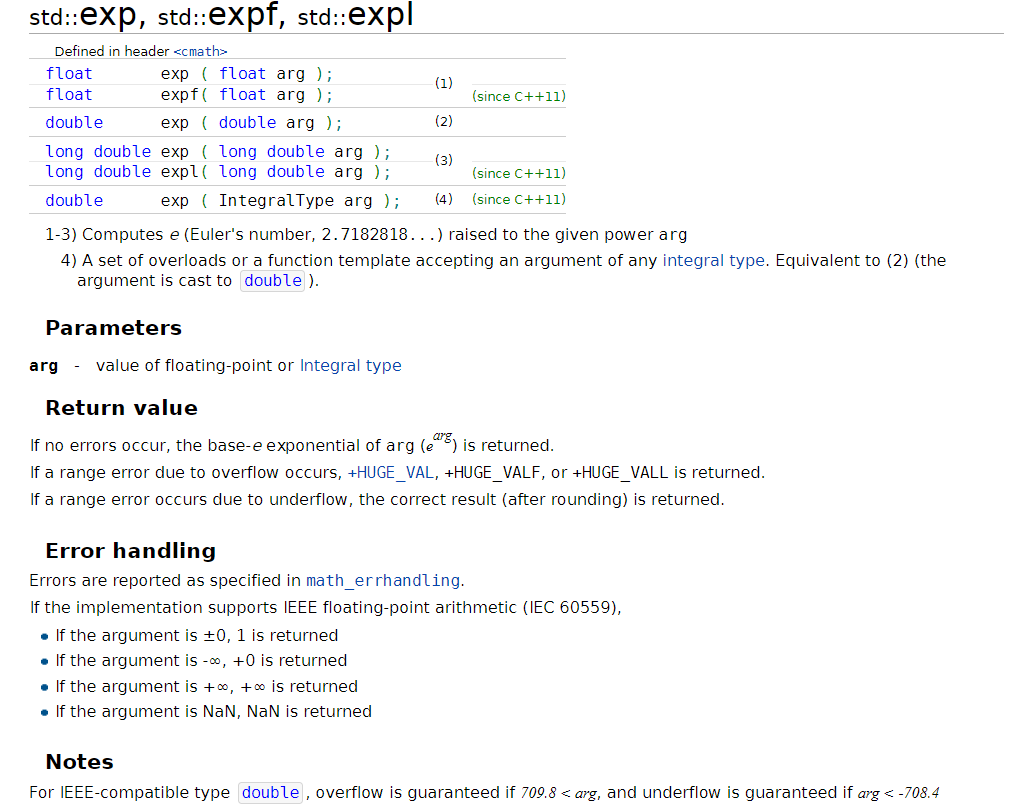 std::exp, std::expf, std::expl
Defined in header <cmath>
float exp ( float arg );
(1)
float expf( float arg );
(since C++11)
double exp ( double arg );
(2)
long double exp ( long double arg );
(3)
long double expl( long double arg );
(since C++11)
double exp ( IntegralType arg );
(4) (since C++11)
1-3) Computes e (Euler's number, 2.7182818...) raised to the given power arg
4) A set of overloads or a function template accepting an argument of any integral type. Equivalent to (2) (the
argument is cast to double).
Parameters
arg - value of floating-point or Integral type
Return value
If no errors occur, the base-e exponential of arg (e^arg) is returned.
If a range error due to overflow occurs, +HUGE_VAL, +HUGE_VALF, or +HUGE_VALL is returned.
If a range error occurs due to underflow, the correct result (after rounding) is returned.
Error handling
Errors are reported as specified in math_errhandling.
If the implementation supports IEEE floating-point arithmetic (IEC 60559),
• If the argument is ±0, 1 is returned
• If the argument is -∞, +0 is returned
• If the argument is +∞, +∞ is returned
• If the argument is NaN, NaN is returned
Notes
For IEEE-compatible type double, overflow is guaranteed if 709.8 < arg, and underflow is guaranteed if arg < -708.4